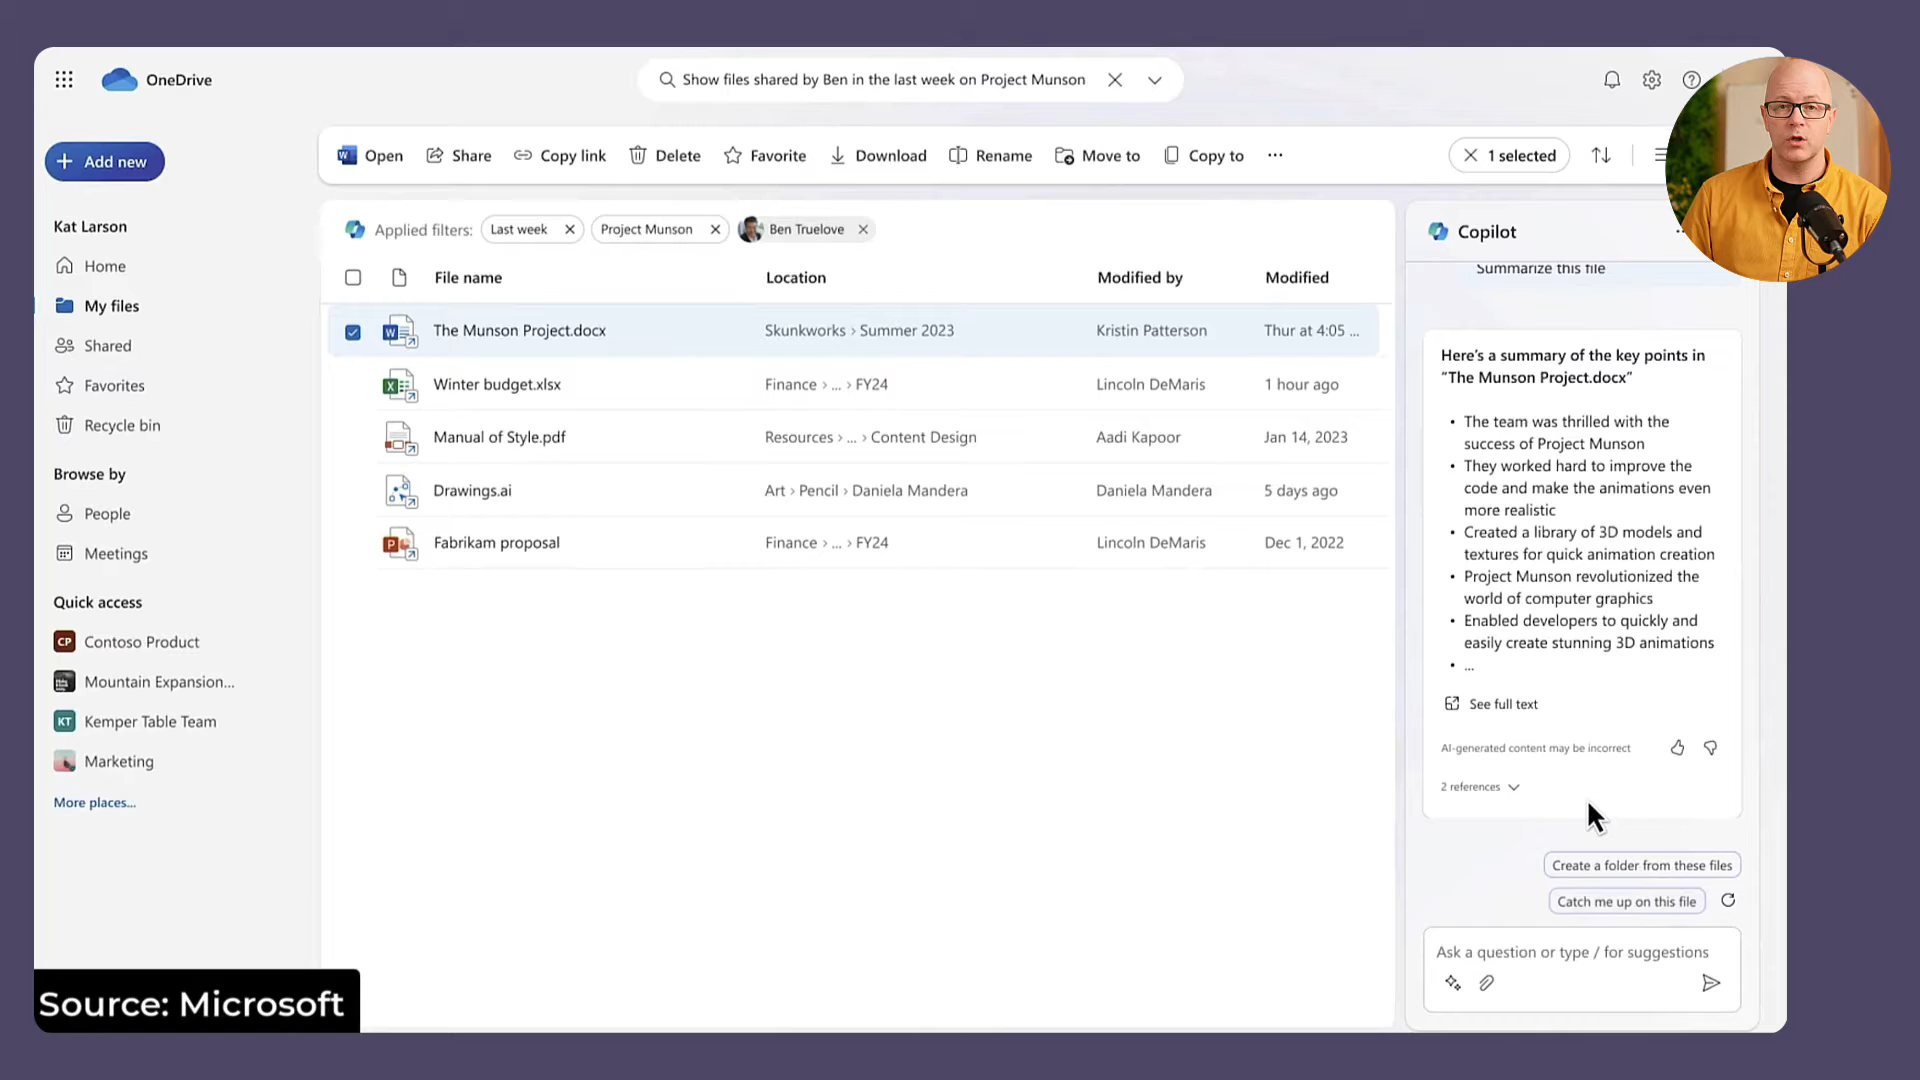 OneDrive
Show files shared by Ben in the last week on Project Munson
Add new
Open
Share
Copy link
Delete
Favorite
Download
Rename
Move to
Copy to
1 selected
Kat Larson
Home
My files
Shared
Favorites
Recycle bin
Browse by
People
Meetings
Quick access
CP Contoso Product
Mountain Expansion...
KT Kemper Table Team
Marketing
More places...
Applied filters: Last week Project Munson Ben Truelove
File name Location Modified by Modified
The Munson Project.docx Skunkworks › Summer 2023 Kristin Patterson Thur at 4:05 ...
Winter budget.xlsx Finance › ... › FY24 Lincoln DeMaris 1 hour ago
Manual of Style.pdf Resources › ... › Content Design Aadi Kapoor Jan 14, 2023
Drawings.ai Art › Pencil › Daniela Mandera Daniela Mandera 5 days ago
Fabrikam proposal Finance › ... › FY24 Lincoln DeMaris Dec 1, 2022
Copilot
Summarize this file
Here's a summary of the key points in
"The Munson Project.docx"
• The team was thrilled with the
success of Project Munson
• They worked hard to improve the
code and make the animations even
more realistic
• Created a library of 3D models and
textures for quick animation creation
• Project Munson revolutionized the
world of computer graphics
• Enabled developers to quickly and
easily create stunning 3D animations
• ...
See full text
AI-generated content may be incorrect
2 references
Create a folder from these files
Catch me up on this file
Ask a question or type / for suggestions
Source: Microsoft